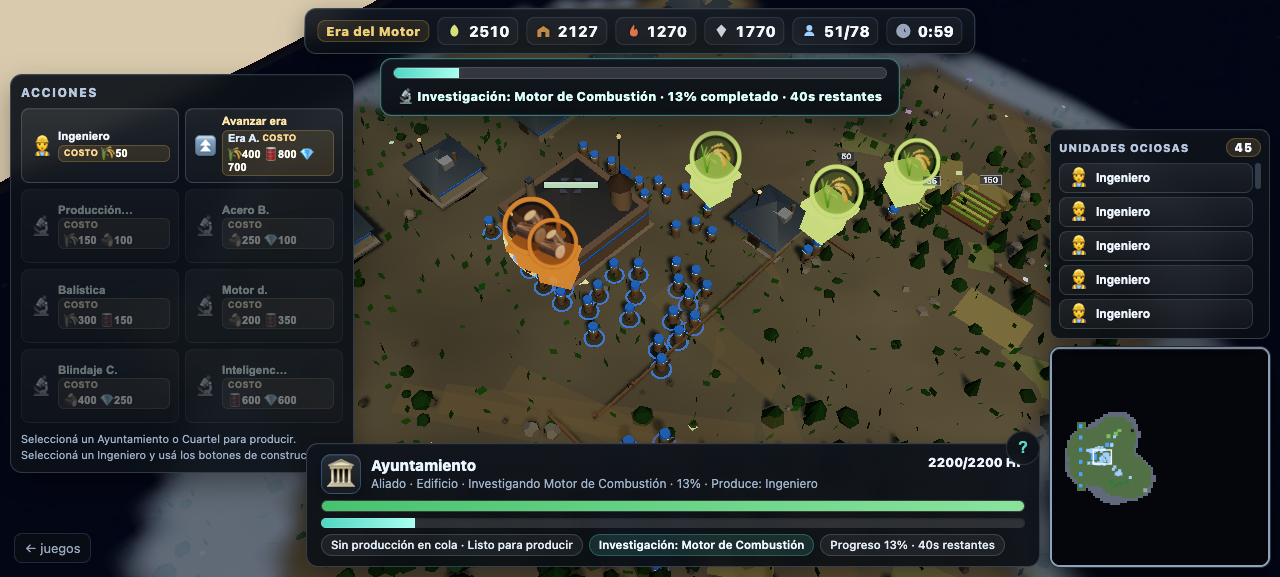 Era del Motor
2510
2127
1270
1770
51/78
0:59
Investigación: Motor de Combustión · 13% completado · 40s restantes
ACCIONES
Ingeniero
COSTO 50
Avanzar era
Era A. COSTO
400 800
700
Producción...
COSTO
150 100
Acero B.
COSTO
250 100
Balística
COSTO
300 150
Motor d.
COSTO
200 350
Blindaje C.
COSTO
400 250
Inteligenc...
COSTO
600 600
Seleccioná un Ayuntamiento o Cuartel para producir.
Seleccioná un Ingeniero y usá los botones de construc
50
150
UNIDADES OCIOSAS 45
Ingeniero
Ingeniero
Ingeniero
Ingeniero
Ingeniero
Ayuntamiento
2200/2200
?
Aliado · Edificio · Investigando Motor de Combustión · 13% · Produce: Ingeniero
Sin producción en cola · Listo para producir
Investigación: Motor de Combustión
Progreso 13% · 40s restantes
← juegos